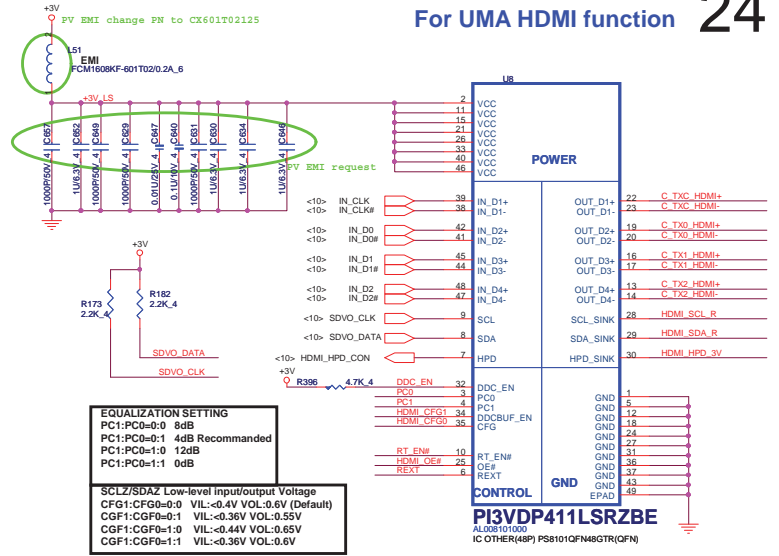 For UMA HDMI function 24
+3V
PV EMI change PN to CX601T02125
2
L51
EMI
FCM1608KF-601T02/0.2A_6
1
+3V_LS
1000P/50V_4 C657
1U/6.3V_4 C652
1000P/50V_4 C649
1000P/50V_4 C629
0.01U/25V_4 C647
0.1U/10V_4 C640
1000P/50V_4 C631
1U/6.3V_4 C630
1U/6.3V_4 C634
1U/6.3V_4 C646
PV EMI request
U8
2 VCC
11 VCC
15 VCC
21 VCC
26 VCC
33 VCC
40 VCC
46 VCC
POWER
<10> IN_CLK 39 IN_D1+ OUT_D1+ 22 C_TXC_HDMI+
<10> IN_CLK# 38 IN_D1- OUT_D1- 23 C_TXC_HDMI-
<10> IN_D0 42 IN_D2+ OUT_D2+ 19 C_TX0_HDMI+
<10> IN_D0# 41 IN_D2- OUT_D2- 20 C_TX0_HDMI-
<10> IN_D1 45 IN_D3+ OUT_D3+ 16 C_TX1_HDMI+
<10> IN_D1# 44 IN_D3- OUT_D3- 17 C_TX1_HDMI-
<10> IN_D2 48 IN_D4+ OUT_D4+ 13 C_TX2_HDMI+
<10> IN_D2# 47 IN_D4- OUT_D4- 14 C_TX2_HDMI-
<10> SDVO_CLK 9 SCL SCL_SINK 28 HDMI_SCL_R
<10> SDVO_DATA 8 SDA SDA_SINK 29 HDMI_SDA_R
<10> HDMI_HPD_CON 7 HPD HPD_SINK 30 HDMI_HPD_3V
+3V
R173
2.2K_4
R182
2.2K_4
SDVO_DATA
SDVO_CLK
+3V
R396 4.7K_4 DDC_EN 32 DDC_EN
PC0 3 PC0
PC1 4 PC1
HDMI_CFG1 34 DDCBUF_EN
HDMI_CFG0 35 CFG
RT_EN# 10 RT_EN#
HDMI_OE# 25 OE#
REXT 6 REXT
GND 1
GND 5
GND 12
GND 18
GND 24
GND 27
GND 31
GND 36
GND 37
GND 43
EPAD 49
CONTROL GND
PI3VDP411LSRZBE
AL008101000
IC OTHER(48P) PS8101QFN48GTR(QFN)
EQUALIZATION SETTING
PC1:PC0=0:0 8dB
PC1:PC0=0:1 4dB Recommanded
PC1:PC0=1:0 12dB
PC1:PC0=1:1 0dB
SCLZ/SDAZ Low-level input/output Voltage
CFG1:CFG0=0:0 VIL:<0.4V VOL:0.6V (Default)
CGF1:CGF0=0:1 VIL:<0.36V VOL:0.55V
CGF1:CGF0=1:0 VIL:<0.44V VOL:0.65V
CGF1:CGF0=1:1 VIL:<0.36V VOL:0.6V